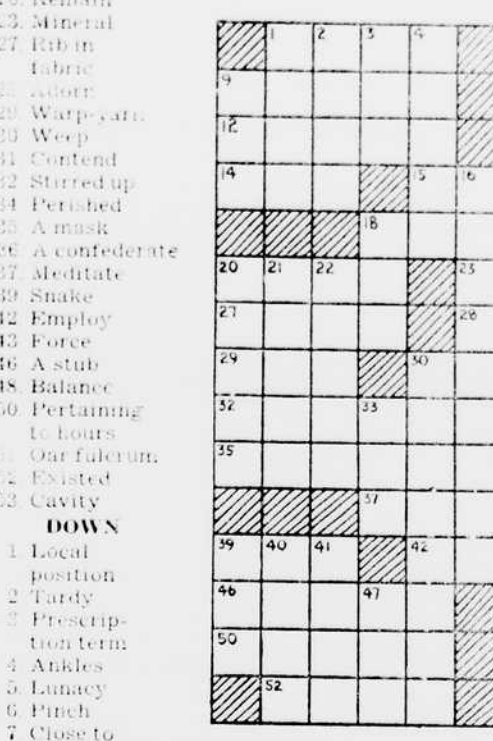 Remain
23. Mineral
27. Rib in
fabric
Adorn
29. Warp-yarn
30. Weep
31. Contend
32. Stirred up
34. Perished
35. A mask
36. A confederate
37. Meditate
39. Snake
42. Employ
43. Force
46. A stub
48. Balance
50. Pertaining
to hours
51. Oar fulcrum
52. Existed
53. Cavity
DOWN
1. Local
position
2. Tardy
3. Prescrip-
tion term
4. Ankles
5. Lunacy
6. Pinch
7. Close to
1 2 3 4
9
12
14 15 16
18
20 21 22 23
27 28
29 30
32 33
35
37
39 40 41 42
46 47
50
52